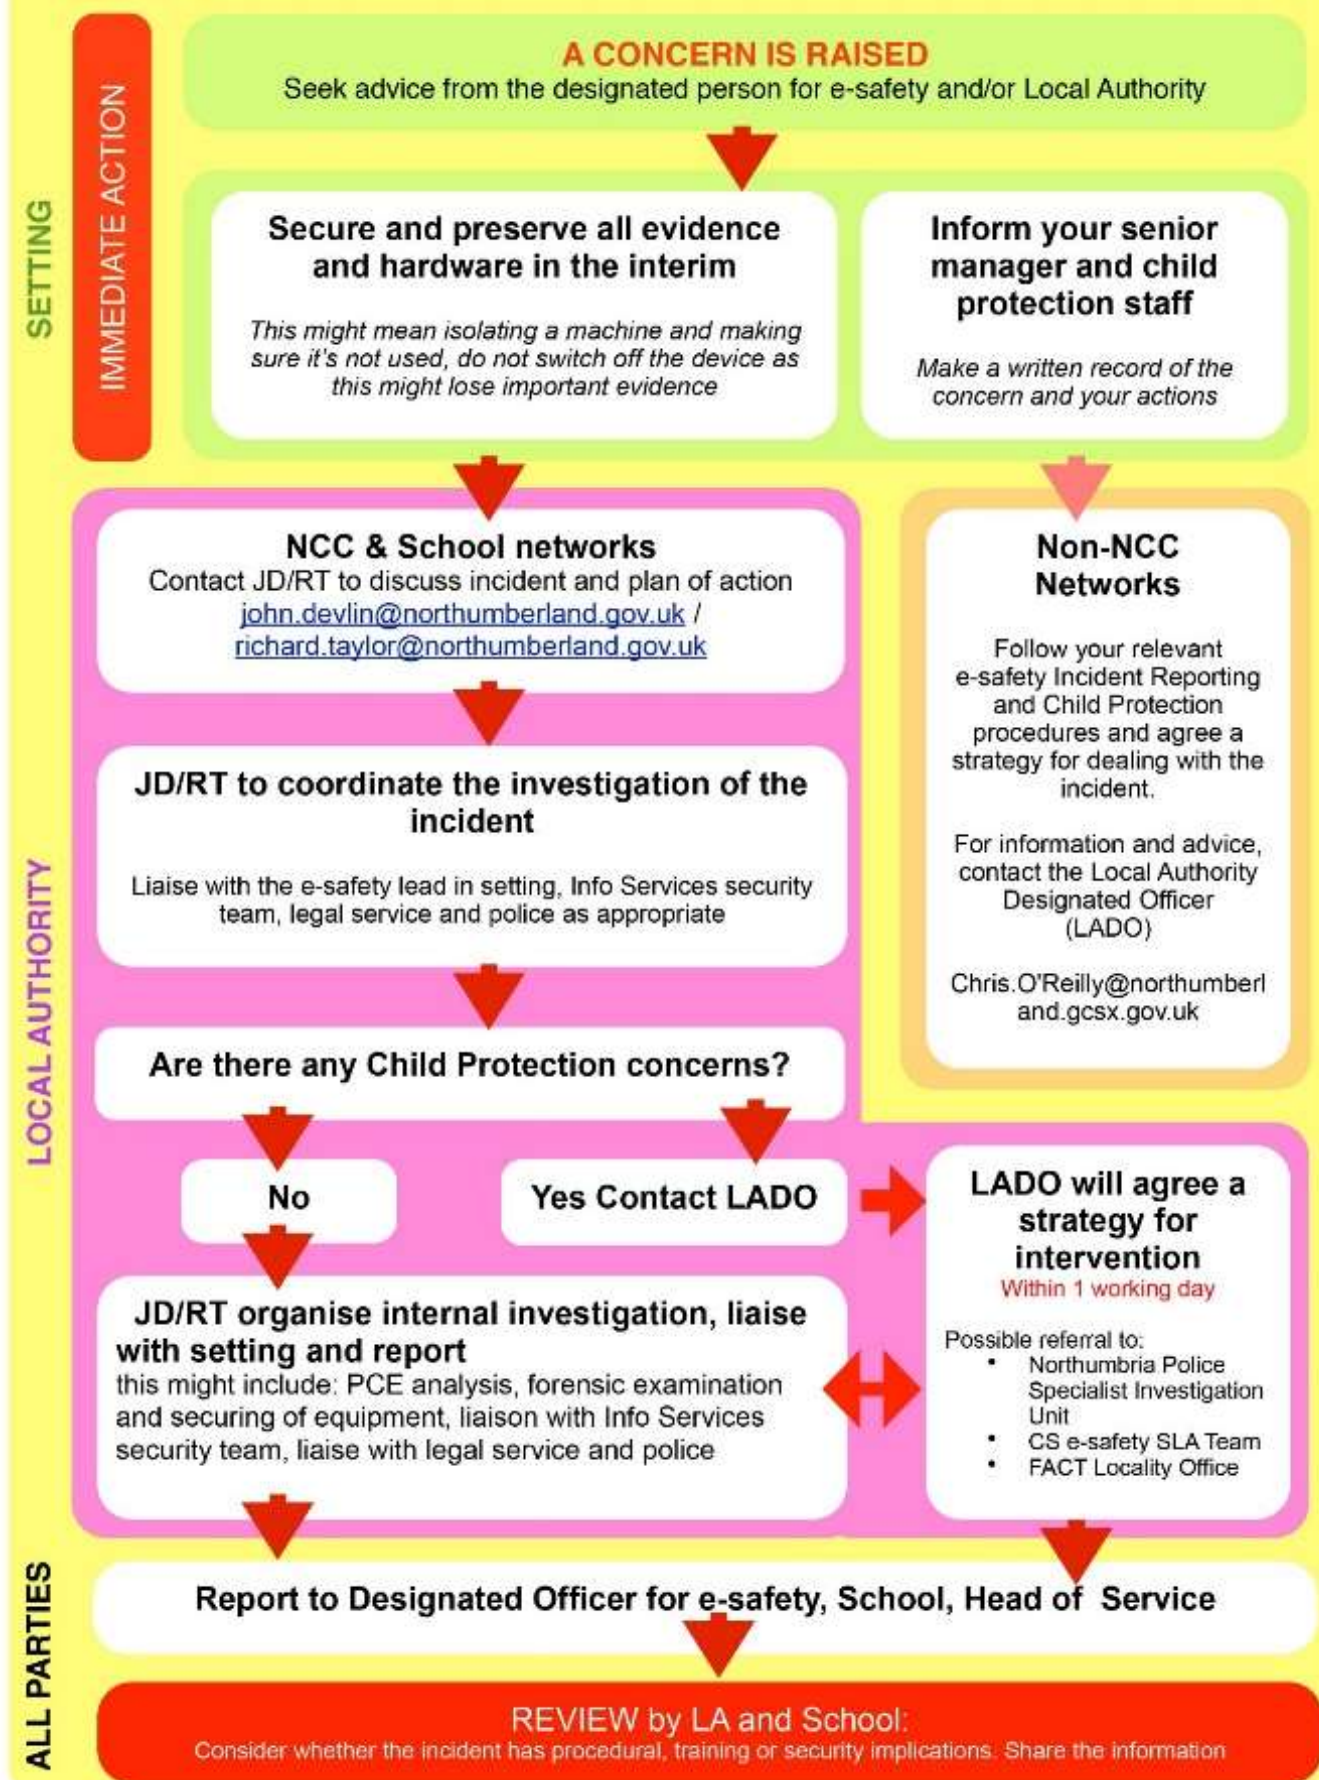 A CONCERN IS RAISED
Seek advice from the designated person for e-safety and/or Local Authority
SETTING
IMMEDIATE ACTION
Secure and preserve all evidence
and hardware in the interim
This might mean isolating a machine and making
sure it's not used, do not switch off the device as
this might lose important evidence
Inform your senior
manager and child
protection staff
Make a written record of the
concern and your actions
LOCAL AUTHORITY
NCC & School networks
Contact JD/RT to discuss incident and plan of action
john.devlin@northumberland.gov.uk /
richard.taylor@northumberland.gov.uk
Non-NCC
Networks
Follow your relevant
e-safety Incident Reporting
and Child Protection
procedures and agree a
strategy for dealing with the
incident.
For information and advice,
contact the Local Authority
Designated Officer
(LADO)
Chris.O'Reilly@northumberl
and.gcsx.gov.uk
JD/RT to coordinate the investigation of the
incident
Liaise with the e-safety lead in setting, Info Services security
team, legal service and police as appropriate
Are there any Child Protection concerns?
No
Yes Contact LADO
LADO will agree a
strategy for
intervention
Within 1 working day
Possible referral to:
• Northumbria Police
Specialist Investigation
Unit
• CS e-safety SLA Team
• FACT Locality Office
JD/RT organise internal investigation, liaise
with setting and report
this might include: PCE analysis, forensic examination
and securing of equipment, liaison with Info Services
security team, liaise with legal service and police
ALL PARTIES
Report to Designated Officer for e-safety, School, Head of Service
REVIEW by LA and School:
Consider whether the incident has procedural, training or security implications. Share the information